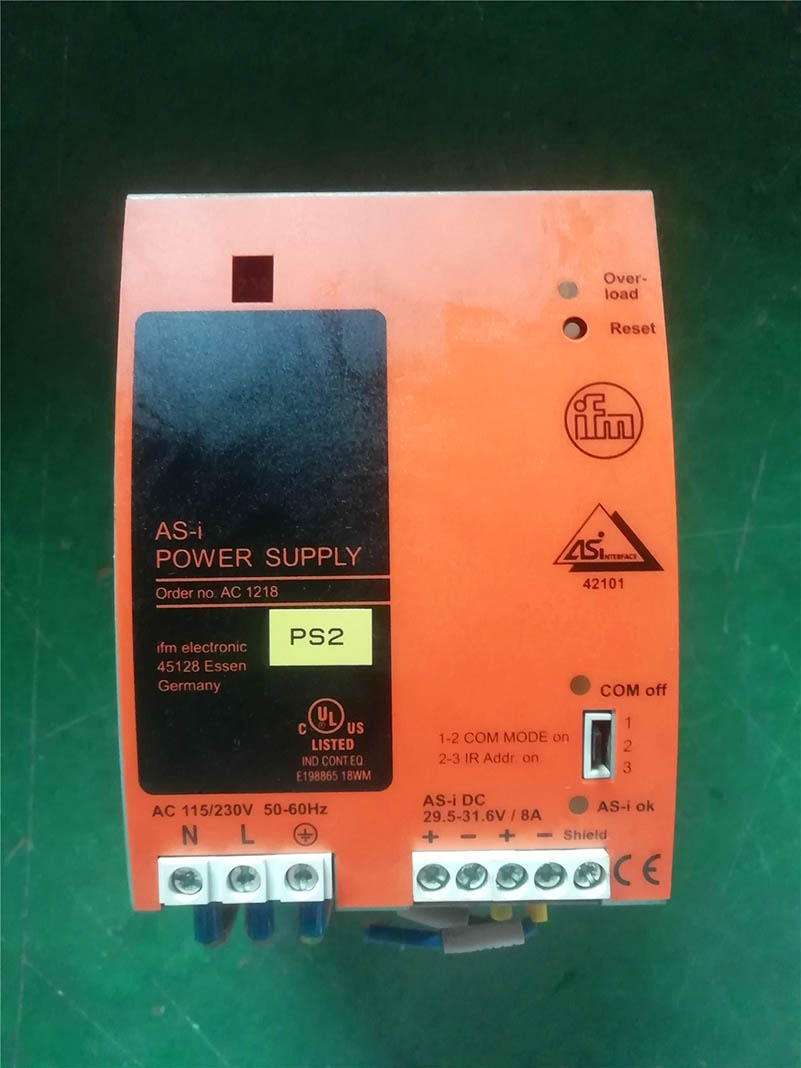 Over-
load
Reset
ifm
AS-i
POWER SUPPLY
Order no. AC 1218
PS2
ifm electronic
45128 Essen
Germany
C UL US
LISTED
IND CONT.EQ.
E198865 18WM
ASi INTERFACE
42101
COM off
1-2 COM MODE on
2-3 IR Addr. on
1
2
3
AC 115/230V 50-60Hz
N L
AS-i DC
29.5-31.6V / 8A
AS-i ok
+ − + − Shield
CE